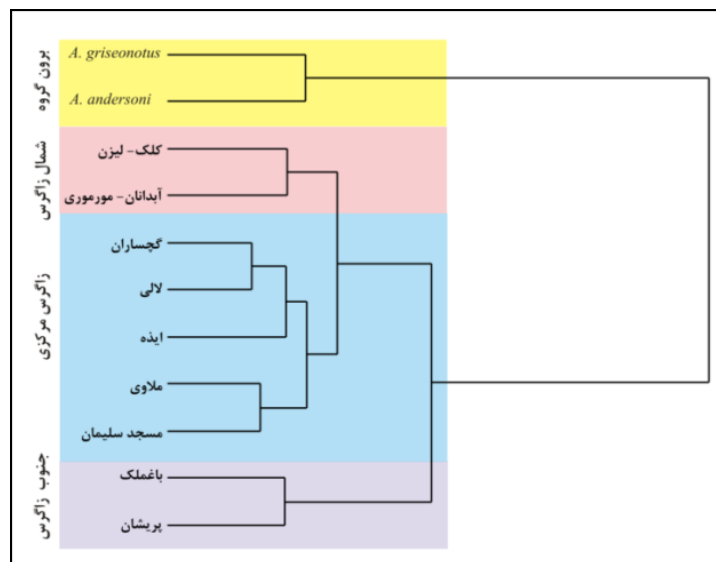 برون گروه
A. griseonotus
A. andersoni
شمال زاگرس
کلک- لیزن
آبدانان- مورموری
زاگرس مرکزی
گچساران
لالی
ایذه
ملاوی
مسجد سلیمان
جنوب زاگرس
باغملک
پریشان